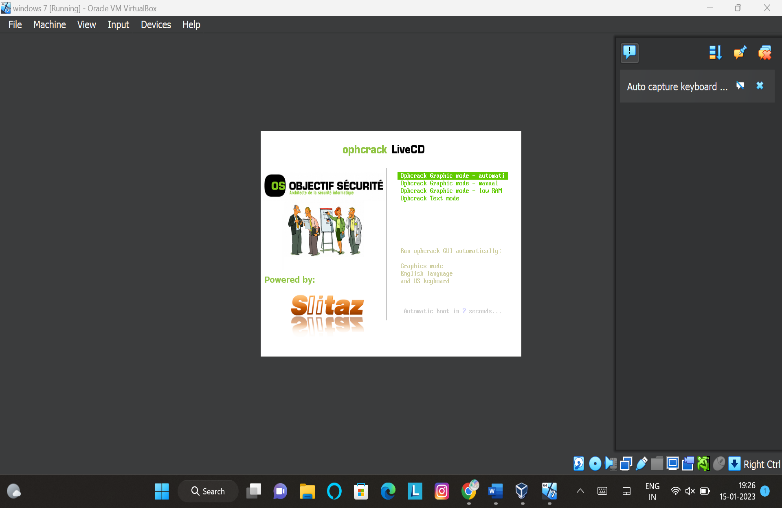 windows 7 [Running] - Oracle VM VirtualBox
File Machine View Input Devices Help
Auto capture keyboard ...
ophcrack LiveCD
OS OBJECTIF SÉCURITÉ
Ophcrack Graphic mode - automati
Ophcrack Graphic mode - manual
Ophcrack Graphic mode - low RAM
Ophcrack Text mode
Run ophcrack GUI automatically:
Graphics mode
English language
and US keyboard
Powered by:
Slitaz
Automatic boot in 7 seconds...
Right Ctrl
Search
ENG
IN
19:26
15-01-2023